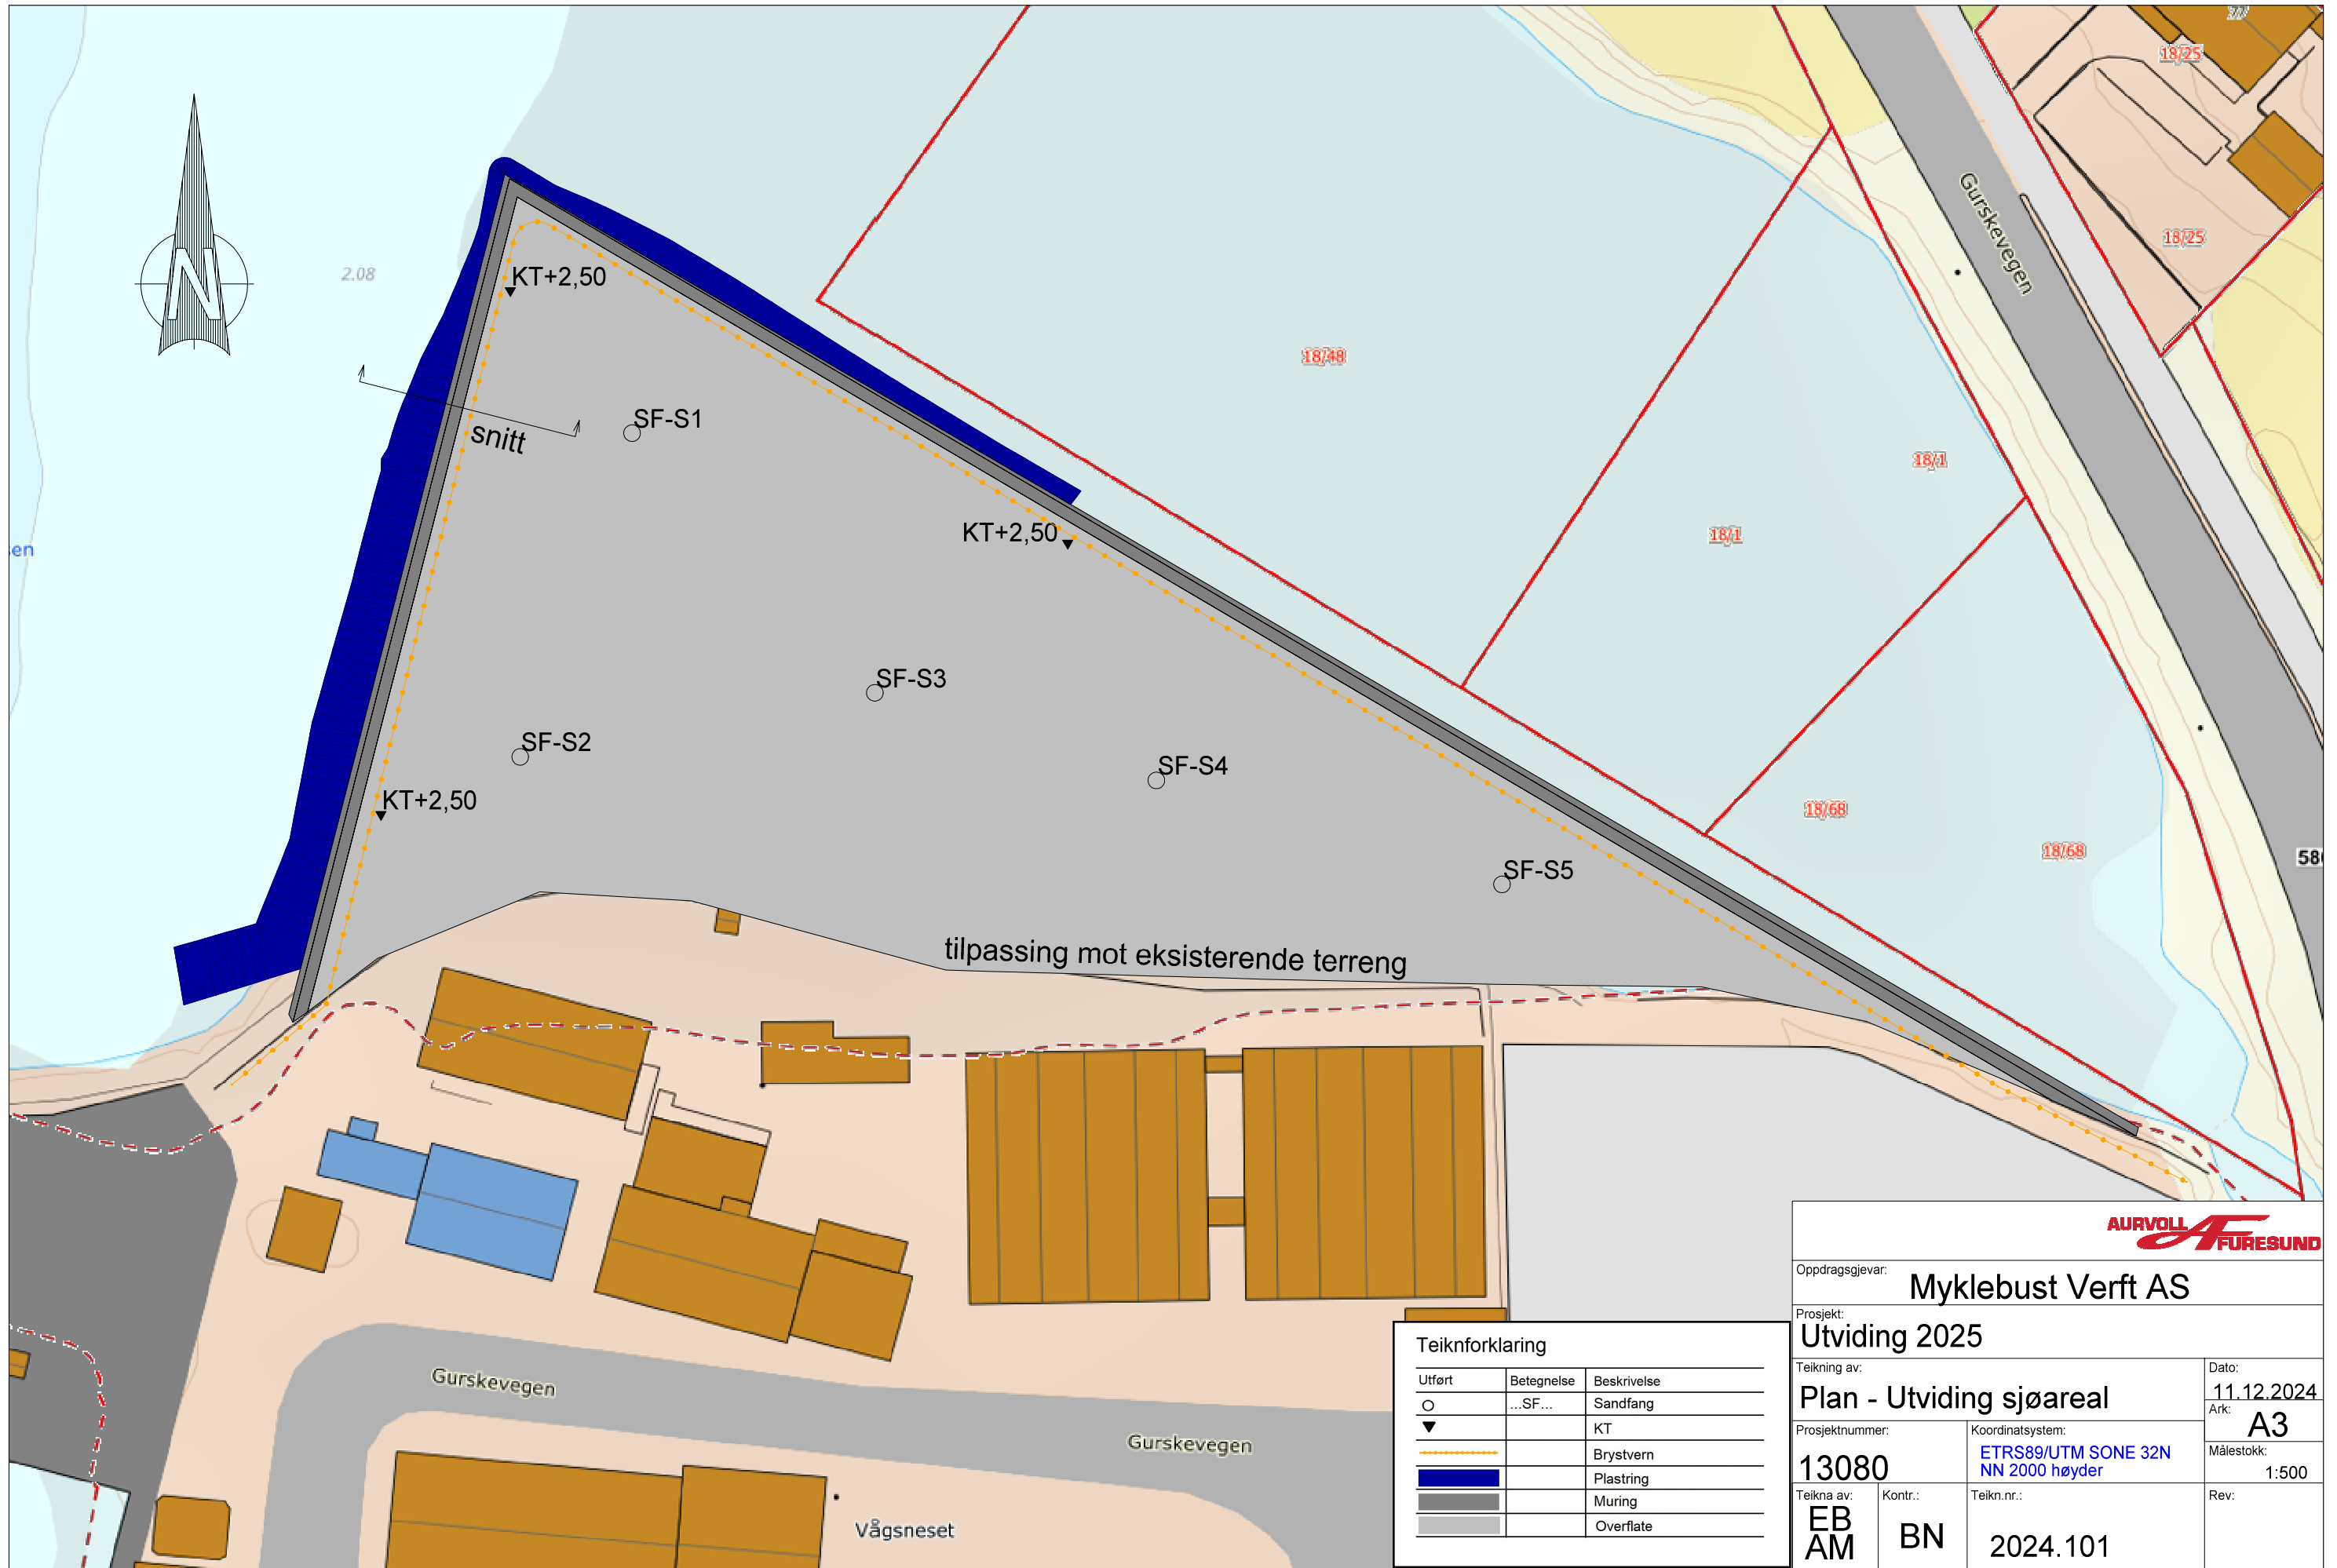 77
18/25
Gurskevegen
18/25
N
2.08
KT+2,50
18/48
SF-S1
snitt
18/1
KT+2,50
18/1
en
SF-S3
SF-S2
SF-S4
KT+2,50
18/68
18/68
580
SF-S5
tilpassing mot eksisterende terreng
Gurskevegen
Gurskevegen
Vågsneset
Teiknforklaring
Utført Betegnelse Beskrivelse
...SF... Sandfang
KT
Brystvern
Plastring
Muring
Overflate
AURVOLL
AF
FURESUND
Oppdragsgjevar:
Myklebust Verft AS
Prosjekt:
Utviding 2025
Teikning av:
Plan - Utviding sjøareal
Dato:
11.12.2024
Ark:
A3
Prosjektnummer:
13080
Koordinatsystem:
ETRS89/UTM SONE 32N
NN 2000 høyder
Målestokk:
1:500
Teikna av:
EB
AM
Kontr.:
BN
Teikn.nr.:
2024.101
Rev: